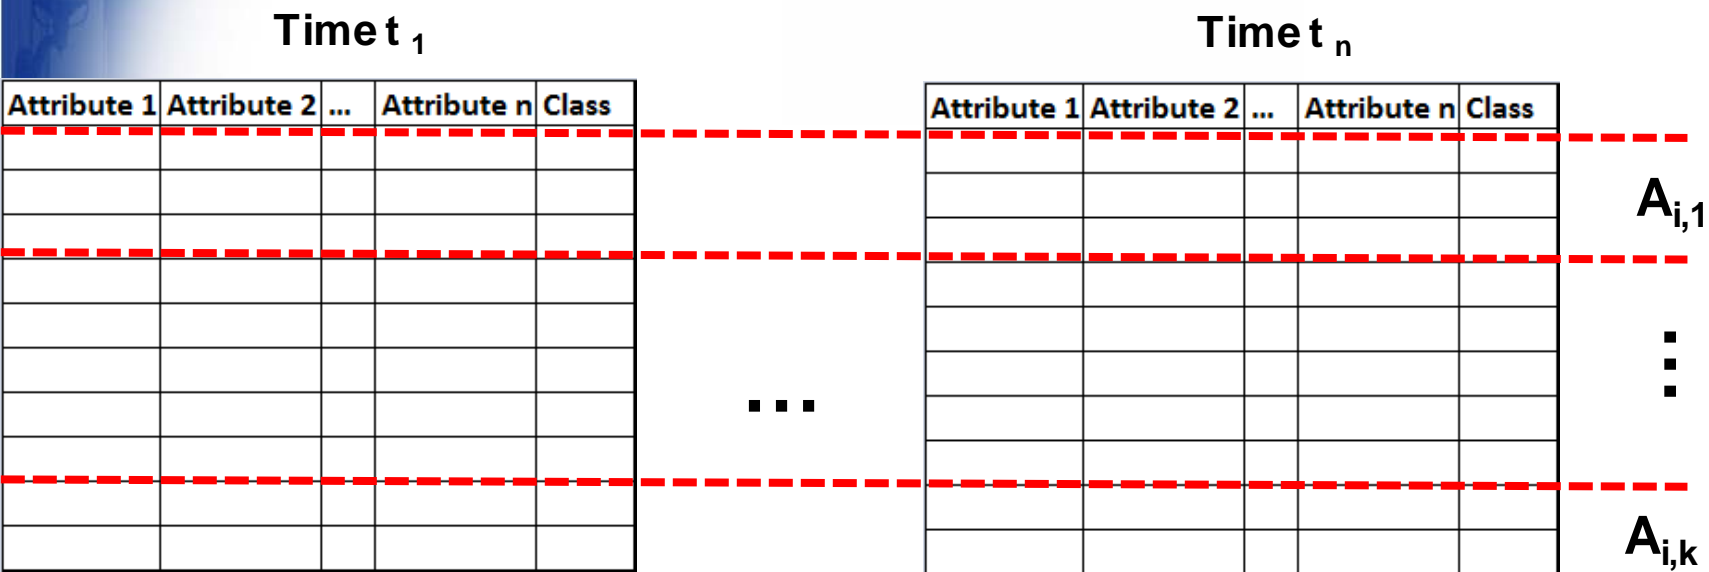 Time t 1
Time t n
Attribute 1 Attribute 2 ... Attribute n Class
Attribute 1 Attribute 2 ... Attribute n Class
A i,1
...
A i,k